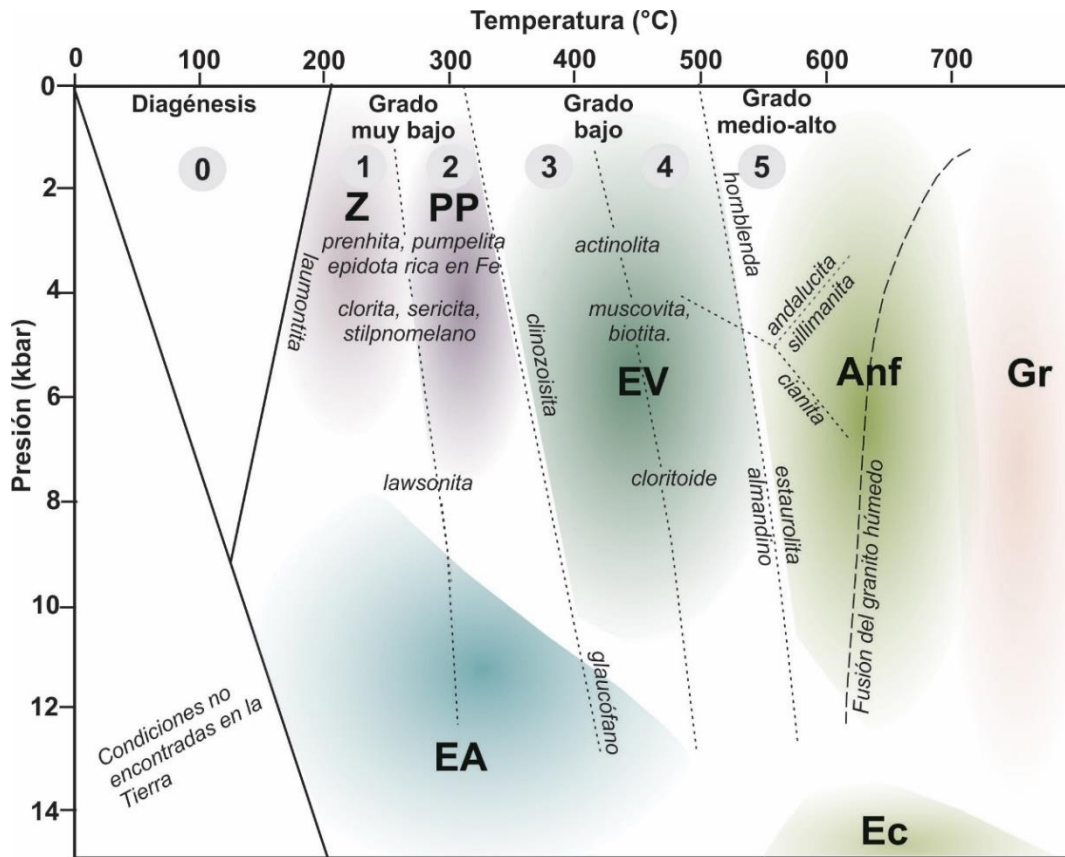 Temperatura (°C)
0 100 200 300 400 500 600 700
Presión (kbar)
0
2
4
6
8
10
12
14
Diagénesis
Grado
muy bajo
Grado
bajo
Grado
medio-alto
0
1
2
3
4
5
Z
PP
prenhita, pumpelita
epidota rica en Fe
clorita, sericita,
stilpnomelano
laumontita
actinolita
hornblenda
andalucita
sillimanita
cianita
muscovita,
biotita.
clinozoisita
EV
Anf
Gr
lawsonita
cloritoide
almandino
estaurolita
Fusión del granito húmedo
glaucófano
EA
Ec
Condiciones no
encontradas en la
Tierra